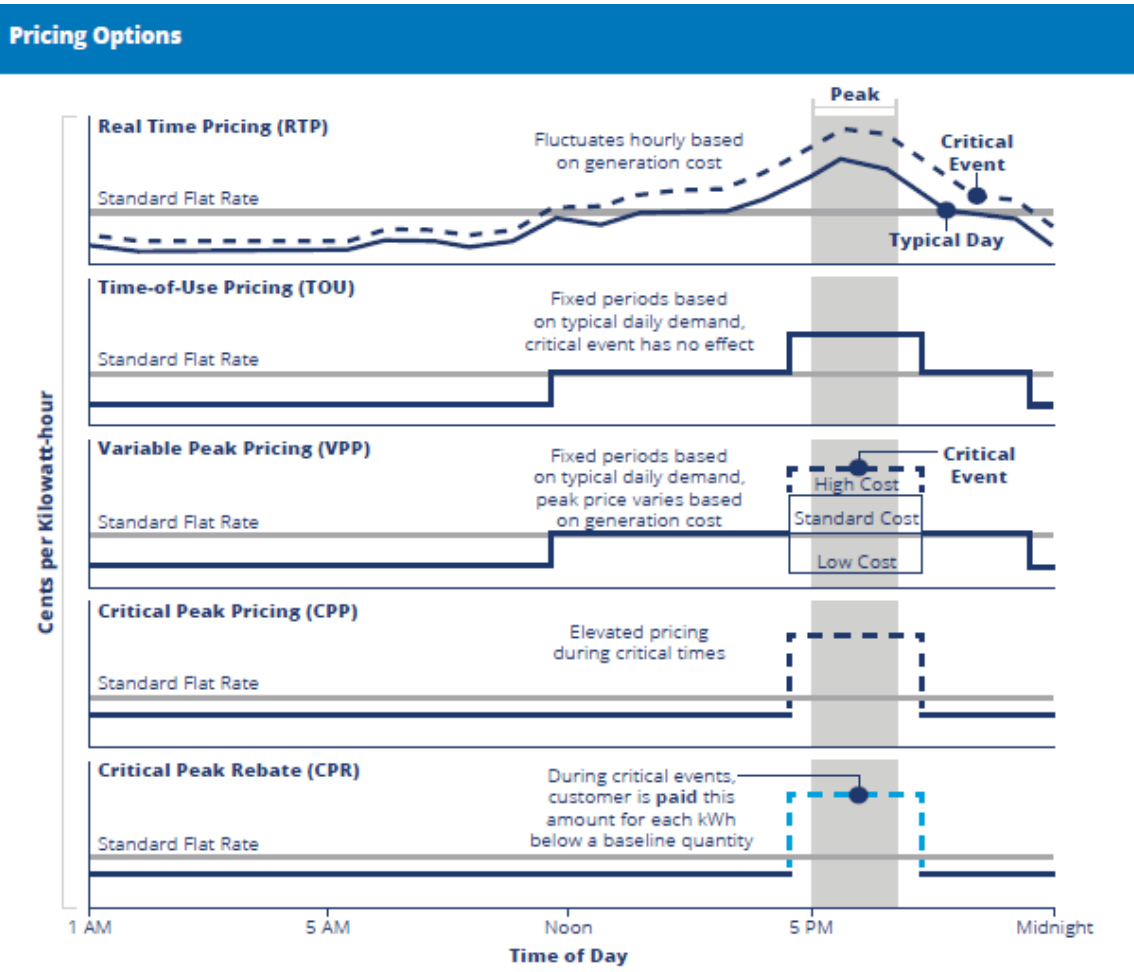 Pricing Options
Peak
Real Time Pricing (RTP)
Fluctuates hourly based
on generation cost
Critical
Event
Standard Flat Rate
Typical Day
Time-of-Use Pricing (TOU)
Fixed periods based
on typical daily demand,
critical event has no effect
Standard Flat Rate
Variable Peak Pricing (VPP)
Fixed periods based
on typical daily demand,
peak price varies based
on generation cost
Critical
Event
High Cost
Standard Cost
Low Cost
Standard Flat Rate
Cents per Kilowatt-hour
Critical Peak Pricing (CPP)
Elevated pricing
during critical times
Standard Flat Rate
Critical Peak Rebate (CPR)
During critical events,
customer is paid this
amount for each kWh
below a baseline quantity
Standard Flat Rate
1 AM
5 AM
Noon
5 PM
Midnight
Time of Day